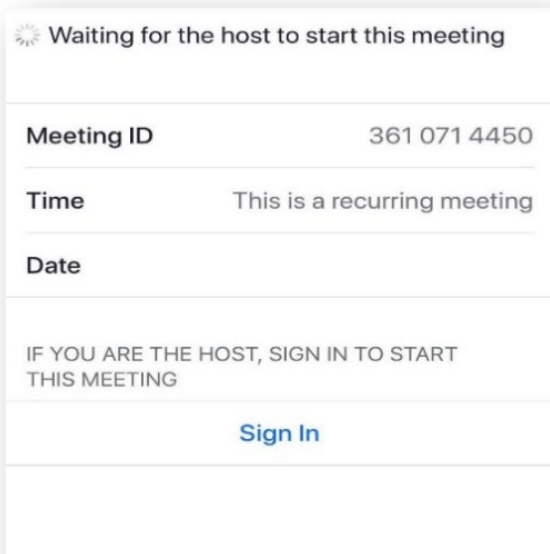 Waiting for the host to start this meeting
Meeting ID 361 071 4450
Time This is a recurring meeting
Date
IF YOU ARE THE HOST, SIGN IN TO START
THIS MEETING
Sign In